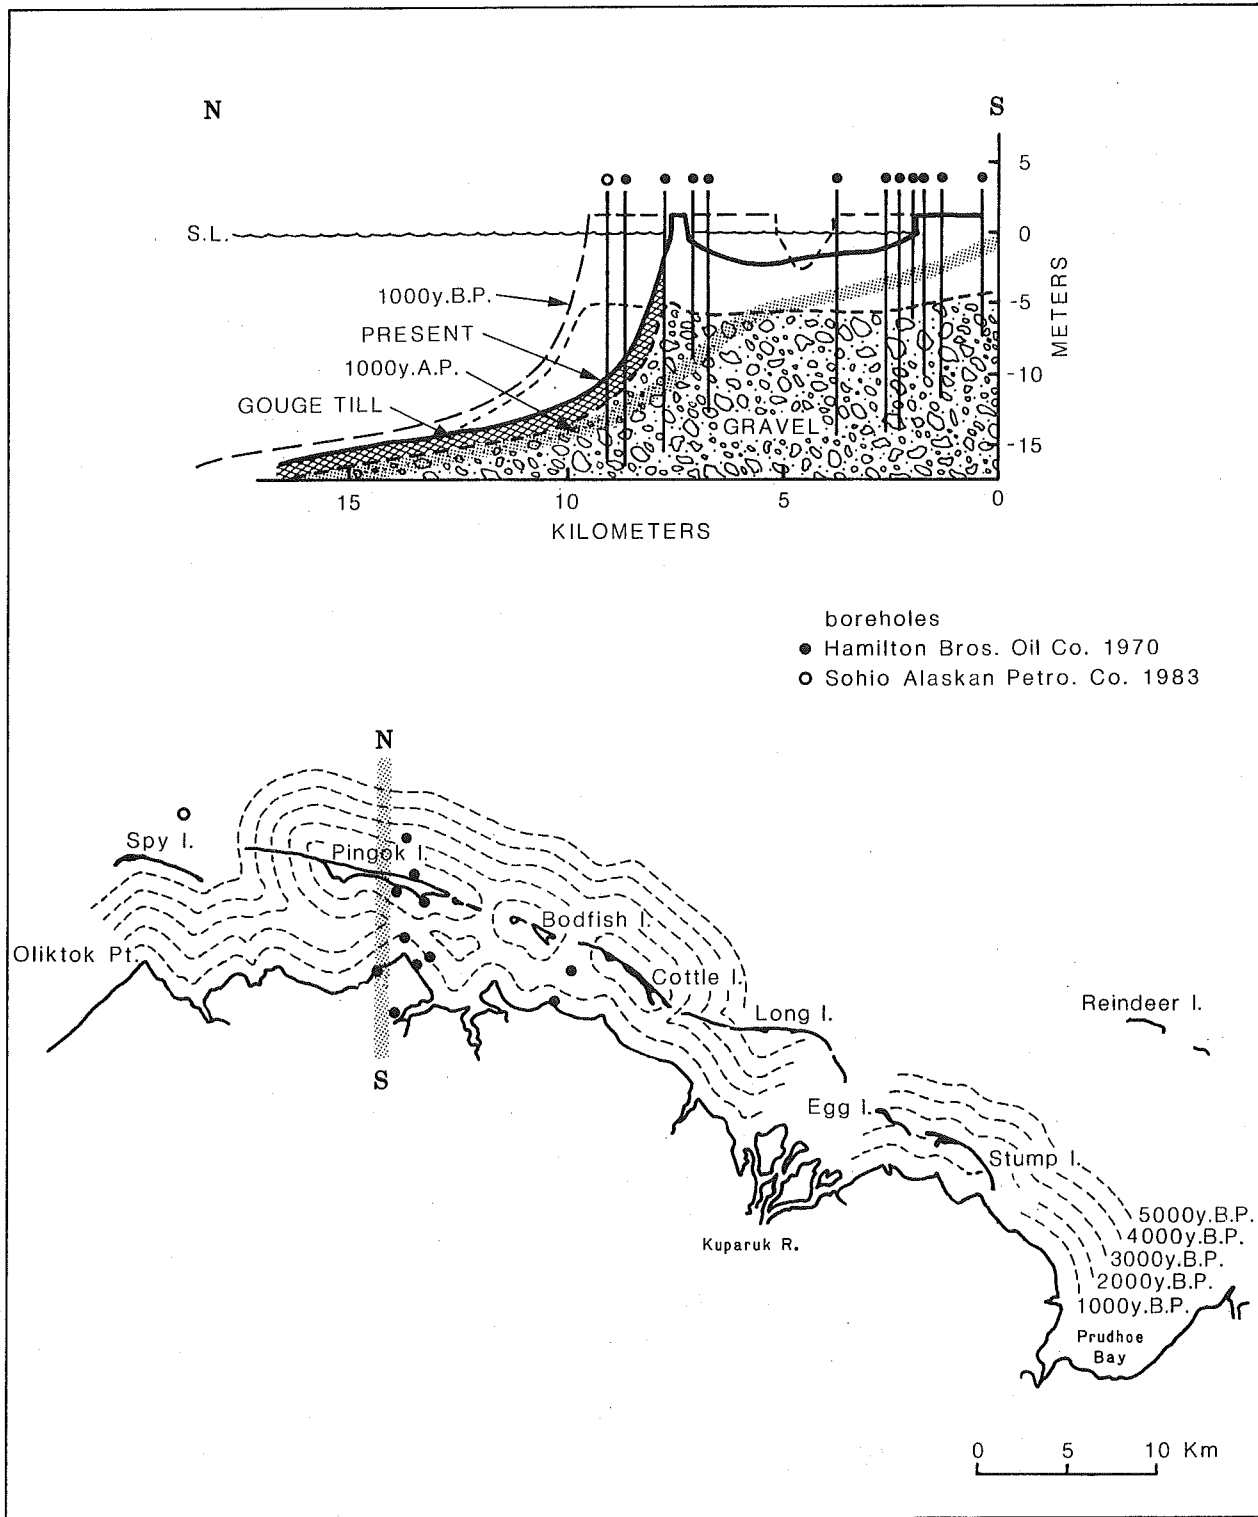 N S
5
S.L. 0
1000y.B.P.
-5
PRESENT
METERS
1000y.A.P.
-10
GOUGE TILL
GRAVEL
-15
15 10 5 0
KILOMETERS
boreholes
Hamilton Bros. Oil Co. 1970
Sohio Alaskan Petro. Co. 1983
N
Spy I.
Pingok I.
Bodfish I.
Oliktok Pt.
Cottle I.
Long I.
Reindeer I.
S
Egg I.
Stump I.
5000y.B.P.
4000y.B.P.
Kuparuk R.
3000y.B.P.
2000y.B.P.
1000y.B.P.
Prudhoe
Bay
0 5 10 Km